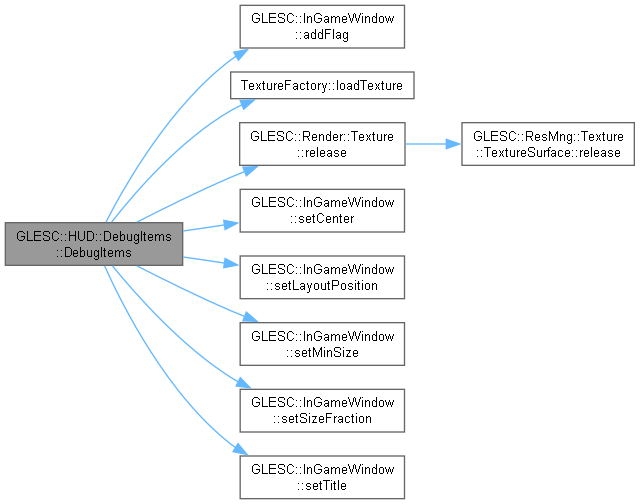 GLESC::InGameWindow
::addFlag
TextureFactory::loadTexture
GLESC::Render::Texture
::release
GLESC::ResMng::Texture
::TextureSurface::release
GLESC::InGameWindow
::setCenter
GLESC::HUD::DebugItems
::DebugItems
GLESC::InGameWindow
::setLayoutPosition
GLESC::InGameWindow
::setMinSize
GLESC::InGameWindow
::setSizeFraction
GLESC::InGameWindow
::setTitle